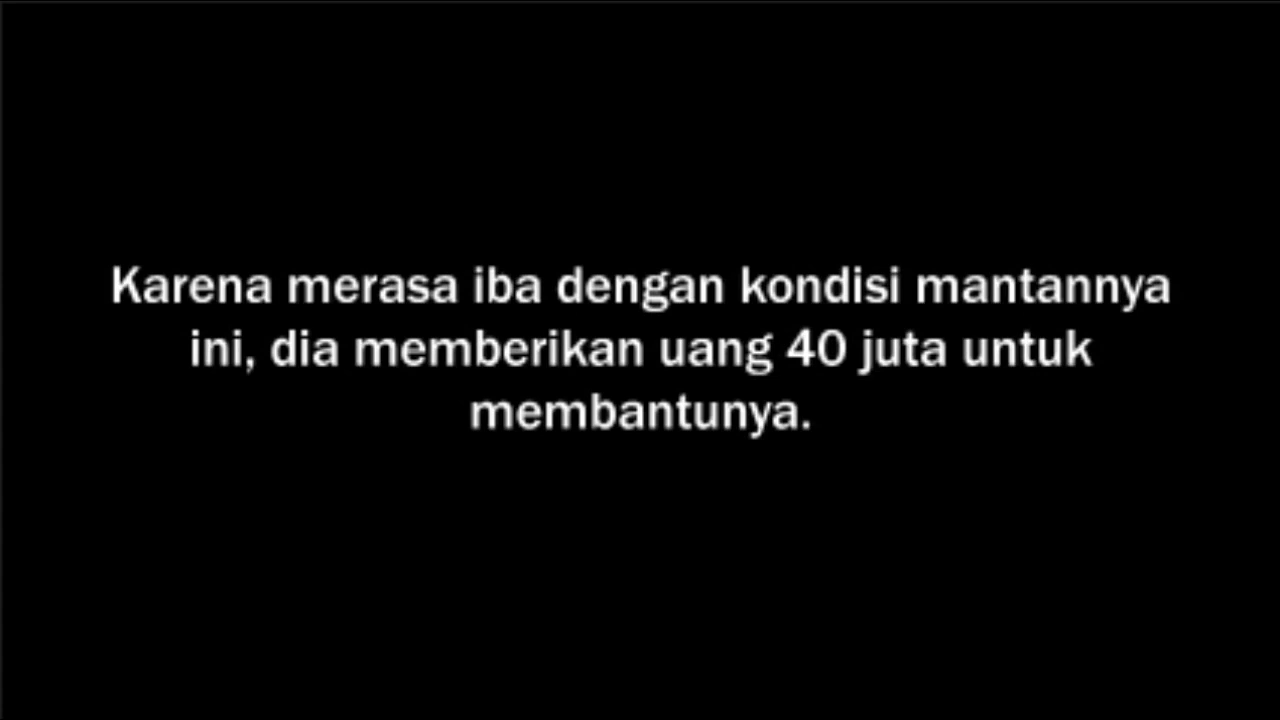 Karena merasa iba dengan kondisi mantannya
ini, dia memberikan uang 40 juta untuk
membantunya.